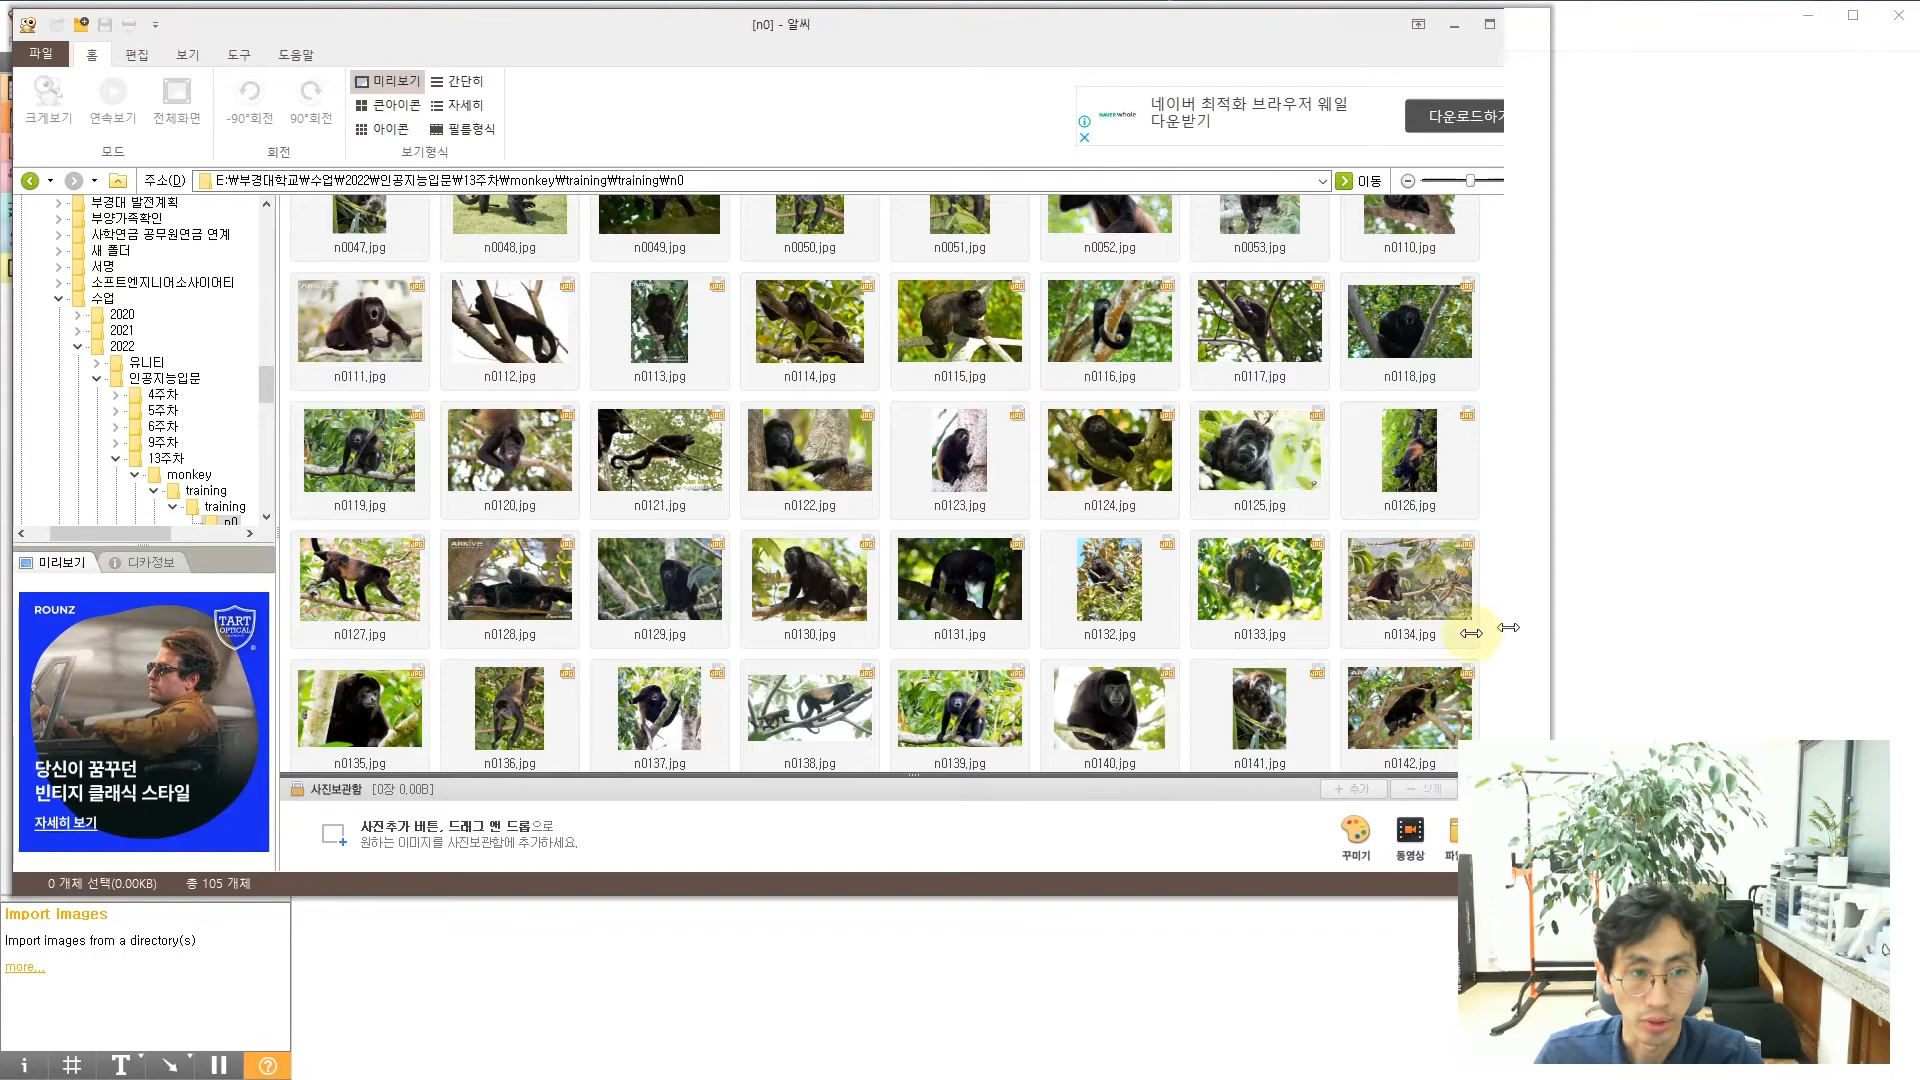 [n0] - 알씨
파일
홈
편집
보기
도구
도움말
크게보기
연속보기
전체화면
모드
-90°회전
90°회전
회전
미리보기
간단히
큰아이콘
자세히
아이콘
필름형식
보기형식
NAVER whale
네이버 최적화 브라우저 웨일
다운받기
다운로드하기
주소(D)
E:₩부경대학교₩수업₩2022₩인공지능입문₩13주차₩monkey₩training₩training₩n0
이동
부경대 발전계획
부양가족확인
사학연금 공무원연금 연계
새 폴더
서명
소프트엔지니어소사이어티
수업
2020
2021
2022
유니티
인공지능입문
4주차
5주차
6주차
9주차
13주차
monkey
training
training
n0
n0047.jpg
n0048.jpg
n0049.jpg
n0050.jpg
n0051.jpg
n0052.jpg
n0053.jpg
n0110.jpg
n0111.jpg
n0112.jpg
n0113.jpg
n0114.jpg
n0115.jpg
n0116.jpg
n0117.jpg
n0118.jpg
n0119.jpg
n0120.jpg
n0121.jpg
n0122.jpg
n0123.jpg
n0124.jpg
n0125.jpg
n0126.jpg
n0127.jpg
n0128.jpg
n0129.jpg
n0130.jpg
n0131.jpg
n0132.jpg
n0133.jpg
n0134.jpg
n0135.jpg
n0136.jpg
n0137.jpg
n0138.jpg
n0139.jpg
n0140.jpg
n0141.jpg
n0142.jpg
미리보기
디카정보
ROUNZ
TART
OPTICAL
당신이 꿈꾸던
빈티지 클래식 스타일
자세히 보기
사진보관함 [0장 0.00B]
+ 추가
- 삭제
사진추가 버튼, 드래그 앤 드롭으로
원하는 이미지를 사진보관함에 추가하세요.
꾸미기
동영상
0 개체 선택(0.00KB)
총 105 개체
Import Images
Import images from a directory(s)
more...